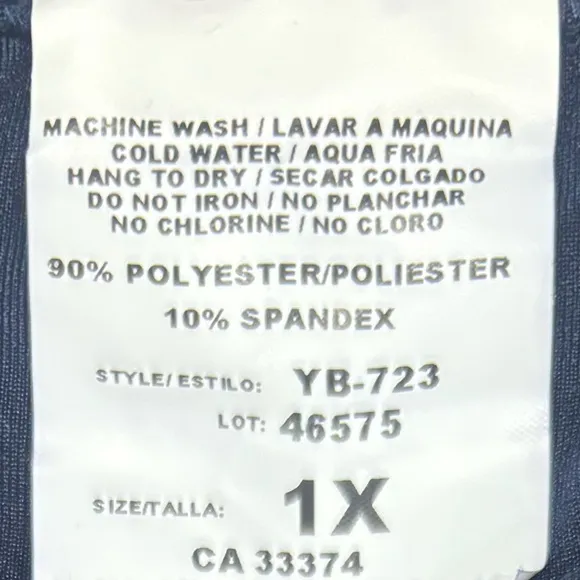 MACHINE WASH / LAVAR A MAQUINA
COLD WATER / AQUA FRIA
HANG TO DRY / SECAR COLGADO
DO NOT IRON / NO PLANCHAR
NO CHLORINE / NO CLORO
90% POLYESTER/POLIESTER
10% SPANDEX
STYLE/ESTILO: YB-723
LOT: 46575
SIZE/TALLA: 1X
CA 33374